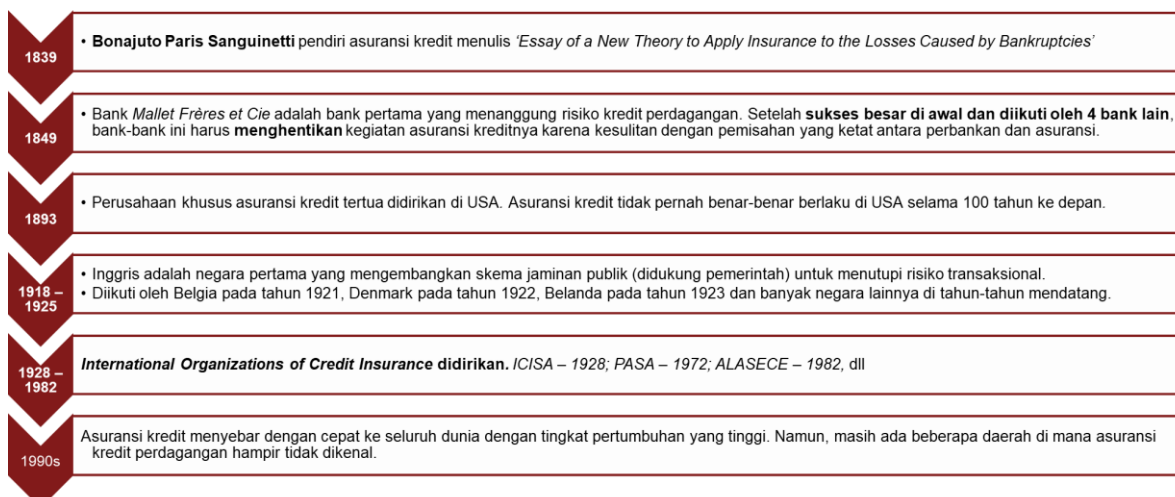 1839
• Bonajuto Paris Sanguinetti pendiri asuransi kredit menulis ‘Essay of a New Theory to Apply Insurance to the Losses Caused by Bankruptcies’
1849
• Bank Mallet Frères et Cie adalah bank pertama yang menanggung risiko kredit perdagangan. Setelah sukses besar di awal dan diikuti oleh 4 bank lain,
bank-bank ini harus menghentikan kegiatan asuransi kreditnya karena kesulitan dengan pemisahan yang ketat antara perbankan dan asuransi.
1893
• Perusahaan khusus asuransi kredit tertua didirikan di USA. Asuransi kredit tidak pernah benar-benar berlaku di USA selama 100 tahun ke depan.
1918 –
1925
• Inggris adalah negara pertama yang mengembangkan skema jaminan publik (didukung pemerintah) untuk menutupi risiko transaksional.
• Diikuti oleh Belgia pada tahun 1921, Denmark pada tahun 1922, Belanda pada tahun 1923 dan banyak negara lainnya di tahun-tahun mendatang.
1928 –
1982
International Organizations of Credit Insurance didirikan. ICISA – 1928; PASA – 1972; ALASECE – 1982, dll
1990s
Asuransi kredit menyebar dengan cepat ke seluruh dunia dengan tingkat pertumbuhan yang tinggi. Namun, masih ada beberapa daerah di mana asuransi
kredit perdagangan hampir tidak dikenal.